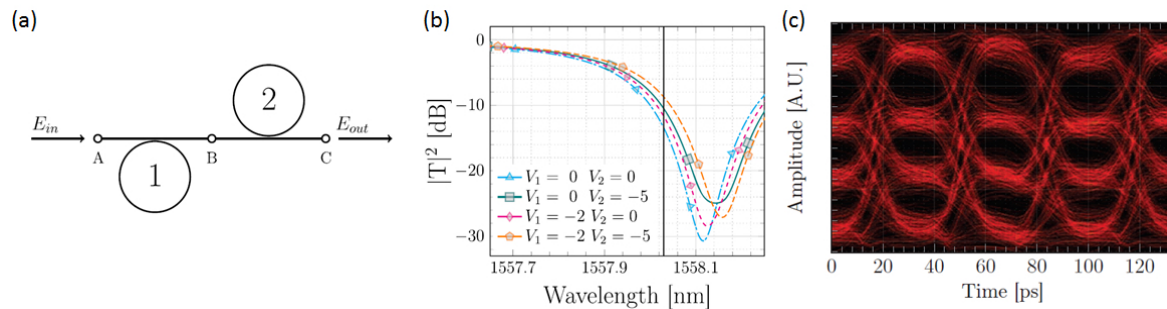 (a)
E_in
E_out
A
B
C
1
2
(b)
|T|² [dB]
0
−10
−20
−30
V₁ = 0 V₂ = 0
V₁ = 0 V₂ = −5
V₁ = −2 V₂ = 0
V₁ = −2 V₂ = −5
1557.7 1557.9 1558.1
Wavelength [nm]
(c)
Amplitude [A.U.]
0 20 40 60 80 100 120
Time [ps]